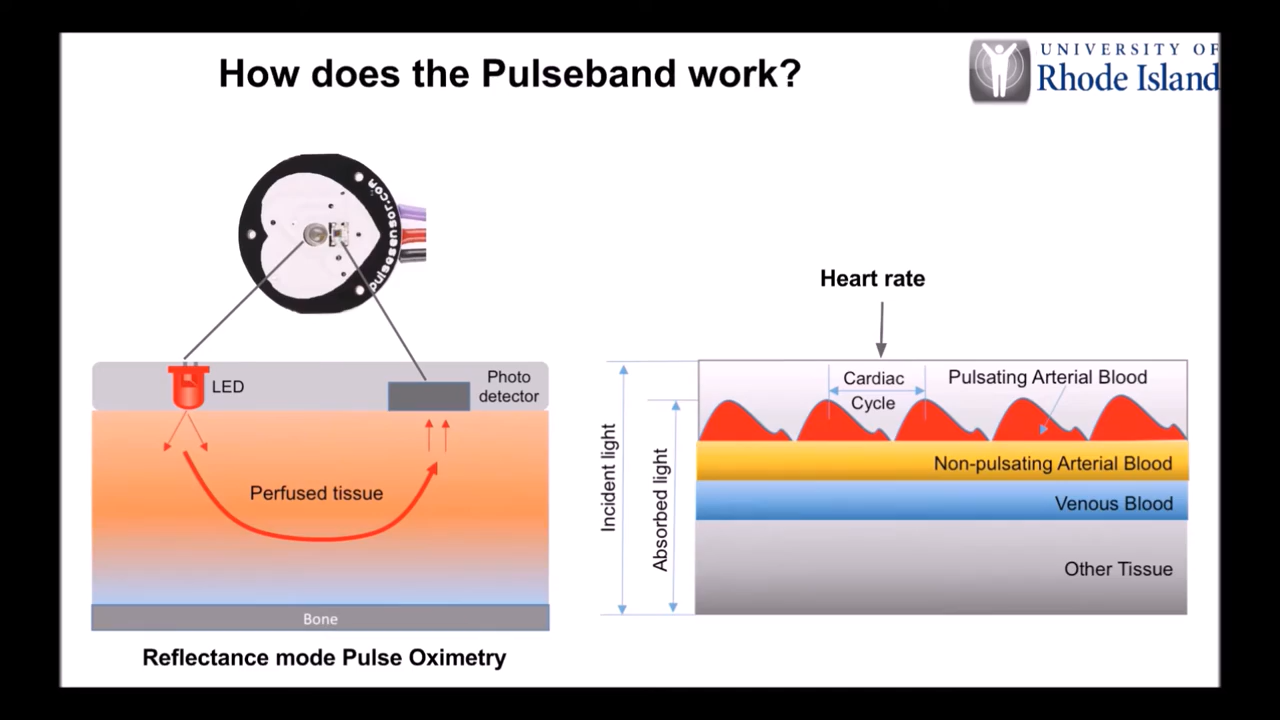 How does the Pulseband work?
UNIVERSITY OF
Rhode Island
pulsesensor.com
LED
Photo
detector
Perfused tissue
Bone
Reflectance mode Pulse Oximetry
Heart rate
Cardiac
Cycle
Pulsating Arterial Blood
Non-pulsating Arterial Blood
Venous Blood
Other Tissue
Incident light
Absorbed light